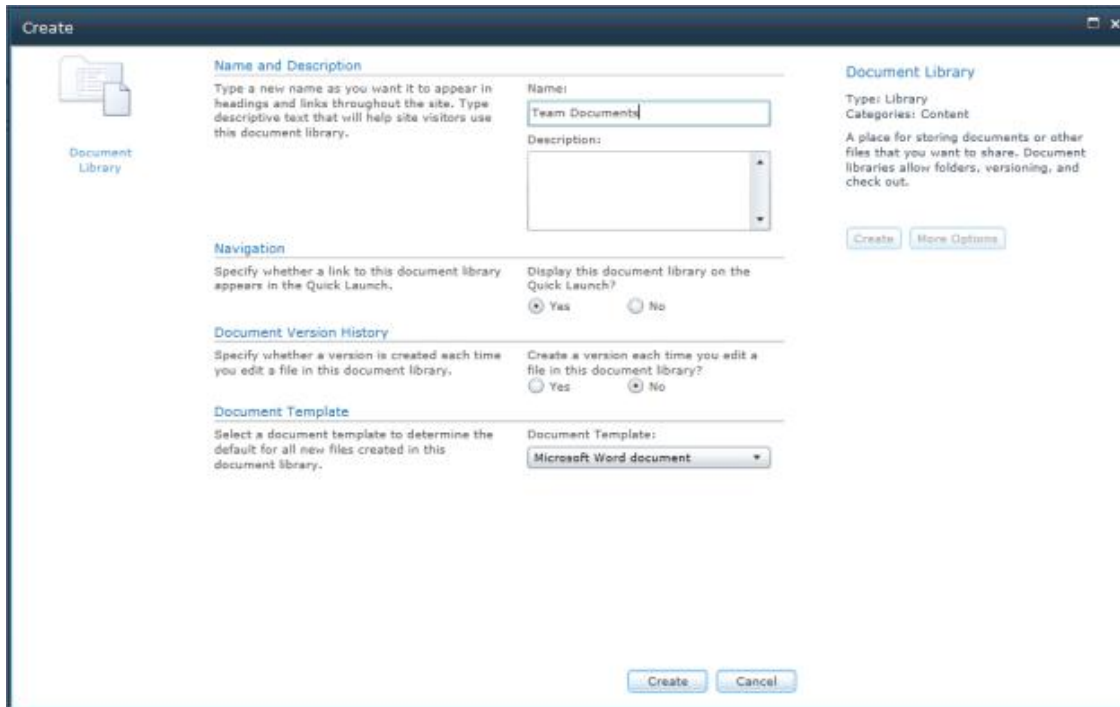 Create
Document
Library
Name and Description
Type a new name as you want it to appear in
headings and links throughout the site. Type
descriptive text that will help site visitors use
this document library.
Name:
Team Documents
Description:
Navigation
Specify whether a link to this document library
appears in the Quick Launch.
Display this document library on the
Quick Launch?
Yes No
Document Version History
Specify whether a version is created each time
you edit a file in this document library.
Create a version each time you edit a
file in this document library?
Yes No
Document Template
Select a document template to determine the
default for all new files created in this
document library.
Document Template:
Microsoft Word document
Document Library
Type: Library
Categories: Content
A place for storing documents or other
files that you want to share. Document
libraries allow folders, versioning, and
check out.
Create More Options
Create Cancel